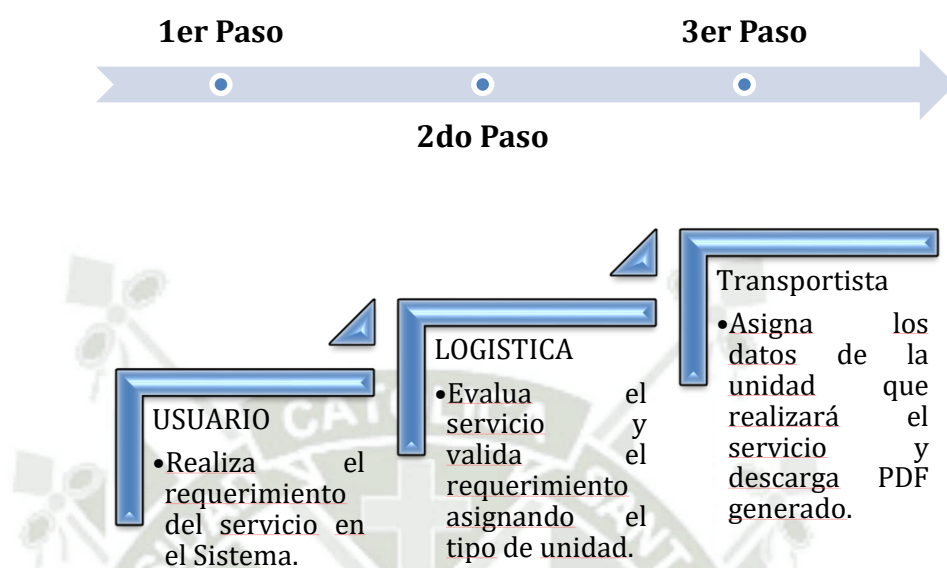 1er Paso
3er Paso
2do Paso
USUARIO
•Realiza el
requerimiento
del servicio en
el Sistema.
LOGISTICA
•Evalua el
servicio y
valida el
requerimiento
asignando el
tipo de unidad.
Transportista
•Asigna los
datos de la
unidad que
realizará el
servicio y
descarga PDF
generado.